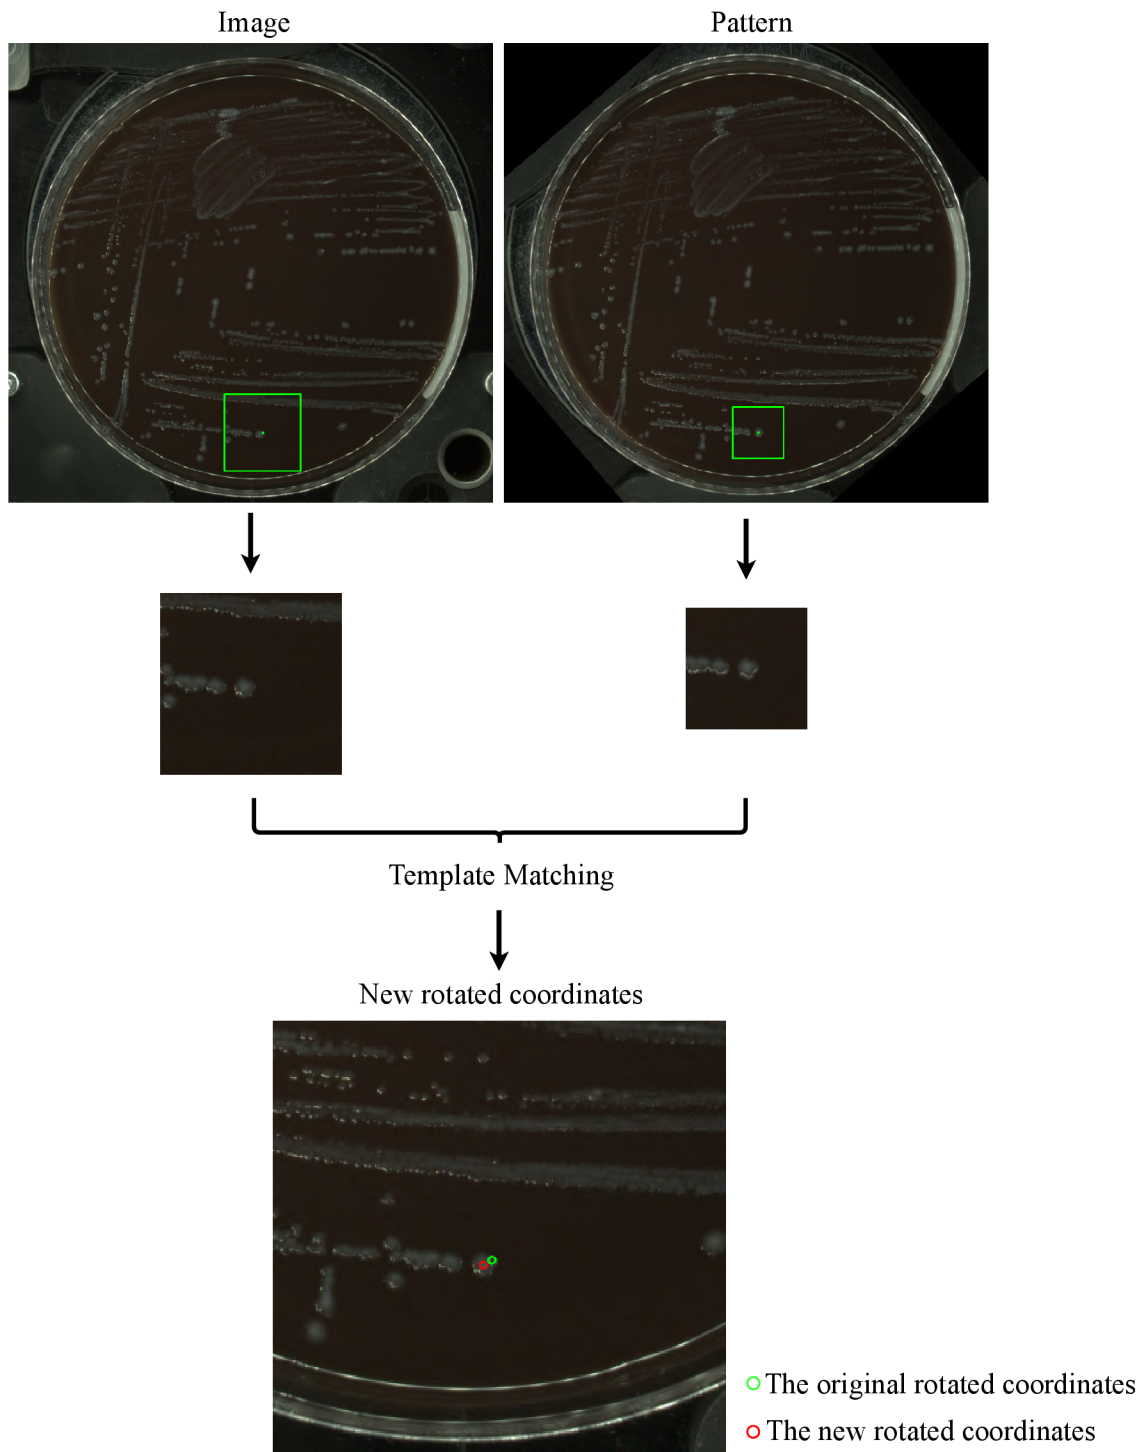 Image
Pattern
Template Matching
New rotated coordinates
The original rotated coordinates
The new rotated coordinates